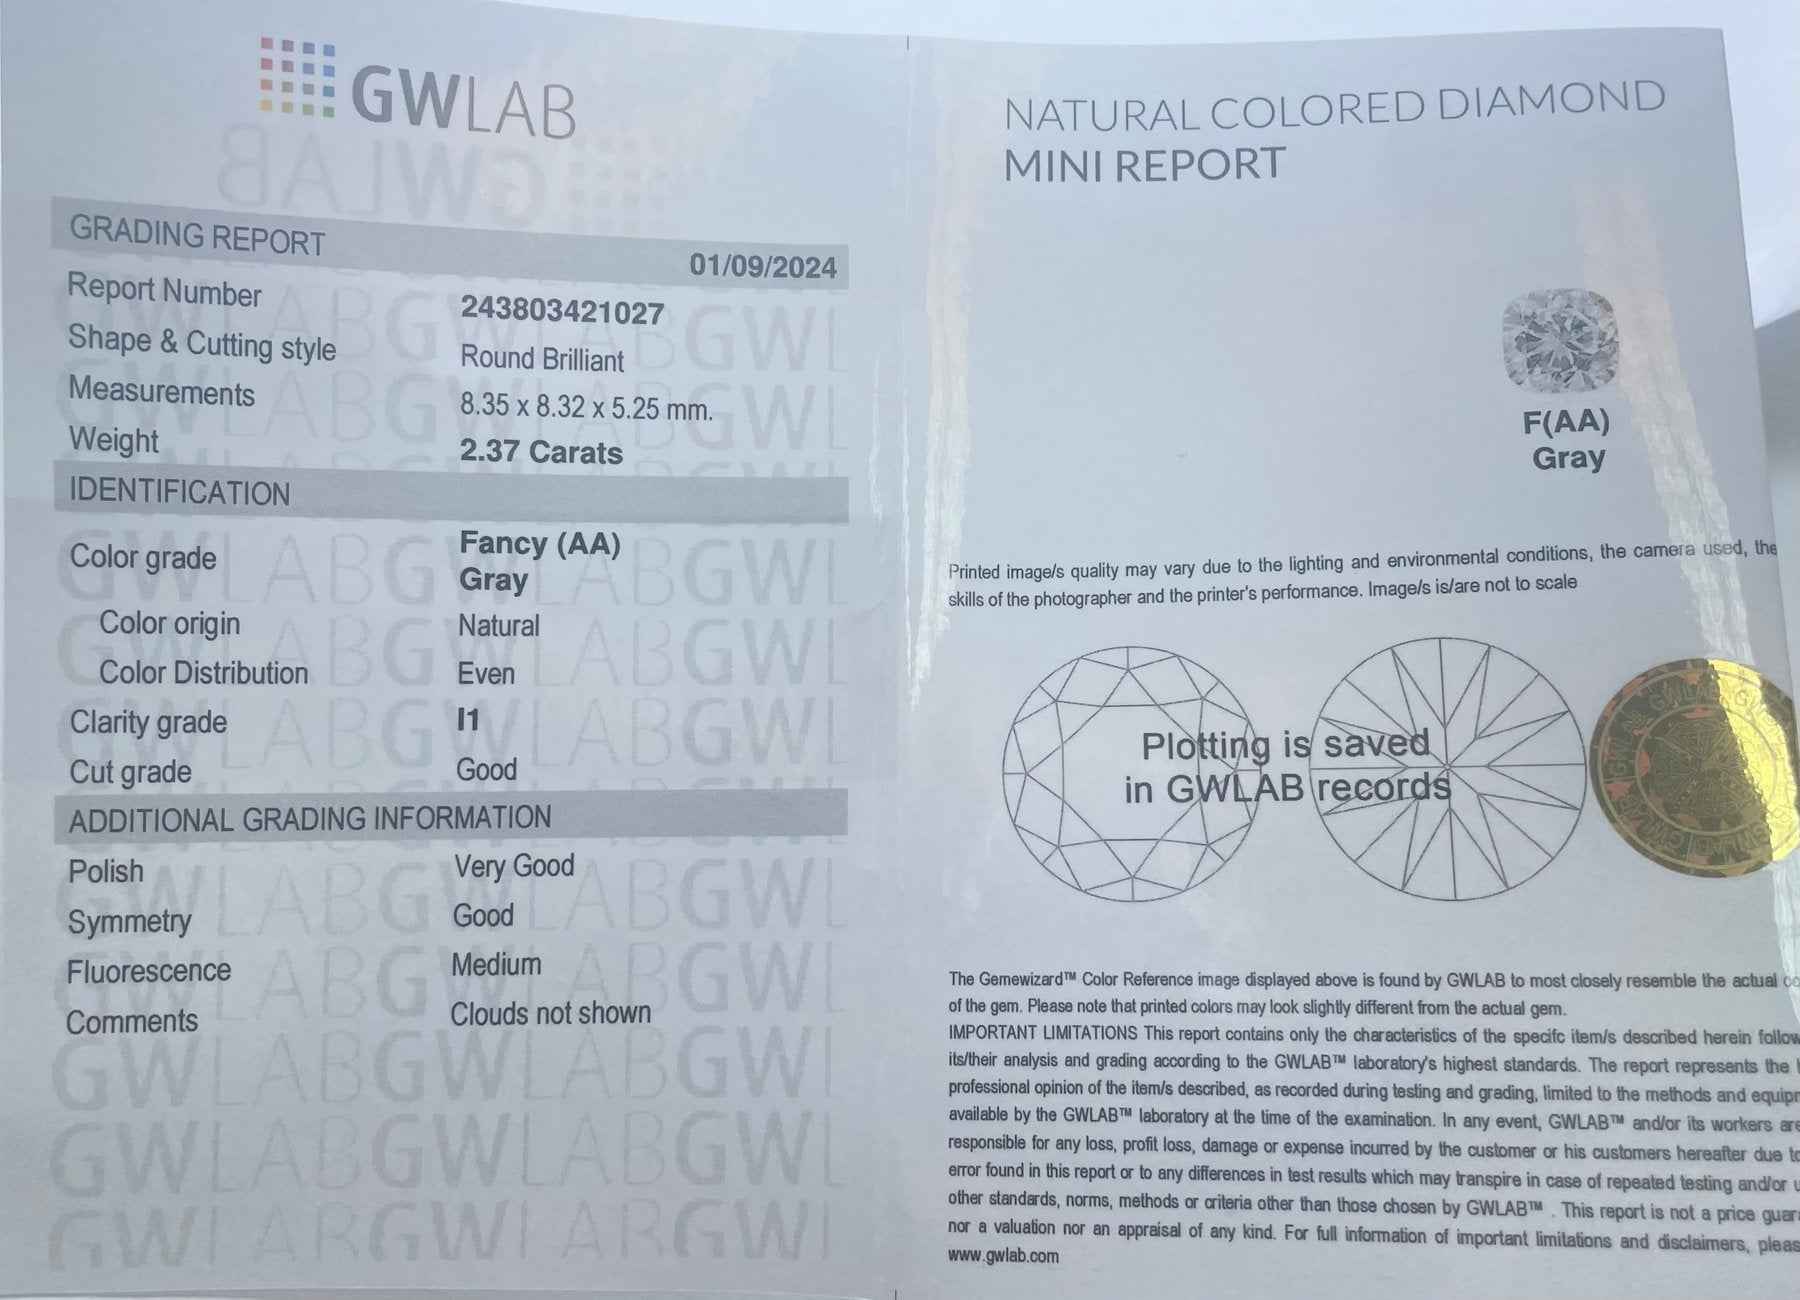 GWLAB
GRADING REPORT
01/09/2024
Report Number 243803421027
Shape & Cutting style Round Brilliant
Measurements 8.35 x 8.32 x 5.25 mm.
Weight 2.37 Carats
IDENTIFICATION
Color grade Fancy (AA)
Gray
Color origin Natural
Color Distribution Even
Clarity grade I1
Cut grade Good
ADDITIONAL GRADING INFORMATION
Polish Very Good
Symmetry Good
Fluorescence Medium
Comments Clouds not shown
NATURAL COLORED DIAMOND
MINI REPORT
F(AA)
Gray
Printed image/s quality may vary due to the lighting and environmental conditions, the camera used, the
skills of the photographer and the printer's performance. Image/s is/are not to scale
Plotting is saved
in GWLAB records
The Gemewizard™ Color Reference image displayed above is found by GWLAB to most closely resemble the actual
of the gem. Please note that printed colors may look slightly different from the actual gem.
IMPORTANT LIMITATIONS This report contains only the characteristics of the specifc item/s described herein follow
its/their analysis and grading according to the GWLAB™ laboratory's highest standards. The report represents the
professional opinion of the item/s described, as recorded during testing and grading, limited to the methods and equip
available by the GWLAB™ laboratory at the time of the examination. In any event, GWLAB™ and/or its workers are
responsible for any loss, profit loss, damage or expense incurred by the customer or his customers hereafter due to
error found in this report or to any differences in test results which may transpire in case of repeated testing and/or
other standards, norms, methods or criteria other than those chosen by GWLAB™ . This report is not a price guar
nor a valuation nor an appraisal of any kind. For full information of important limitations and disclaimers, pleas
www.gwlab.com